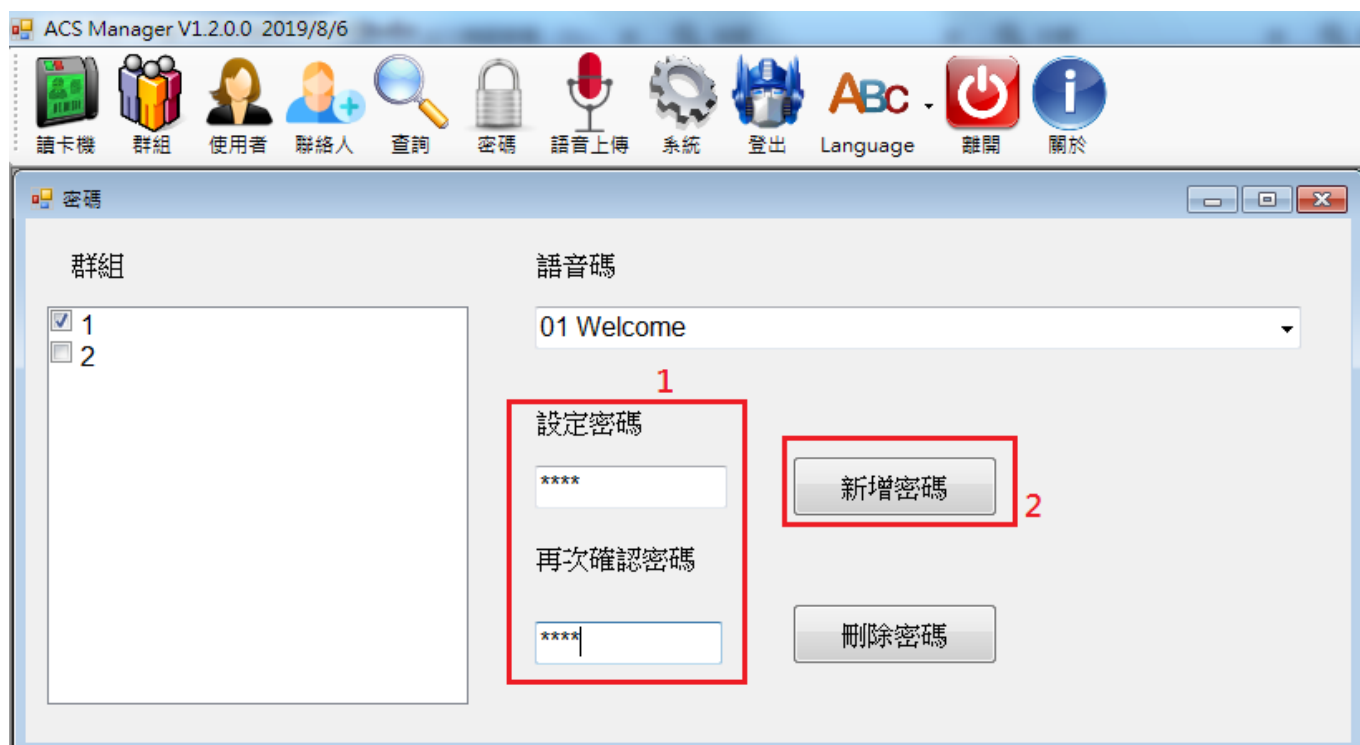 ACS Manager V1.2.0.0 2019/8/6
讀卡機 群組 使用者 聯絡人 查詢 密碼 語音上傳 系統 登出 Language 離開 關於
密碼
群組
1
2
語音碼
01 Welcome
1
設定密碼
****
新增密碼
2
再次確認密碼
****
刪除密碼